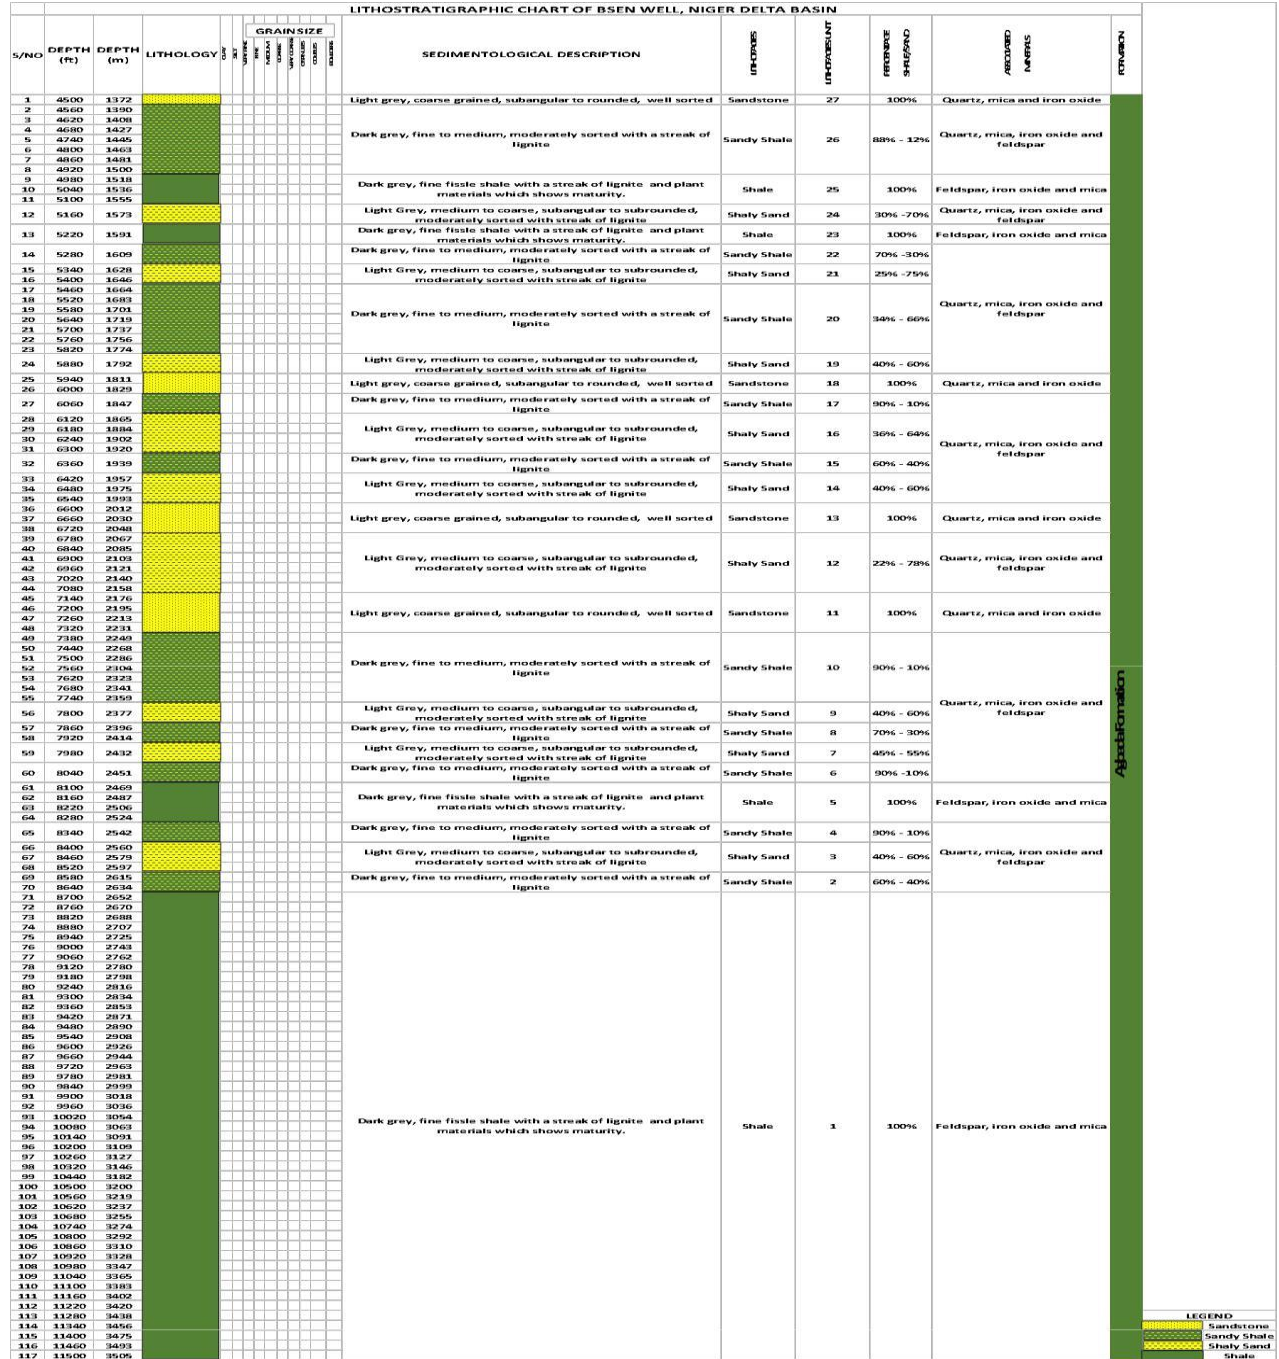 LITHOSTRATIGRAPHIC CHART OF BSEN WELL, NIGER DELTA BASIN
S/NO DEPTH (ft) DEPTH (m) LITHOLOGY GRAIN SIZE SEDIMENTOLOGICAL DESCRIPTION LITHOFACIES LITHOFACIES UNIT PERCENTAGE SHALE/SAND ASSOCIATED MINERALS FORMATION
CLAY SILT VERY FINE FINE MEDIUM COARSE VERY COARSE GRANULES COBBLES BOULDERS
1 4500 1372 Light grey, coarse grained, subangular to rounded, well sorted Sandstone 27 100% Quartz, mica and iron oxide
2 4560 1390
3 4620 1408
4 4680 1427
5 4740 1445 Dark grey, fine to medium, moderately sorted with a streak of lignite Sandy Shale 26 88% - 12% Quartz, mica, iron oxide and feldspar
6 4800 1463
7 4860 1481
8 4920 1500
9 4980 1518
10 5040 1536 Dark grey, fine fissle shale with a streak of lignite and plant materials which shows maturity. Shale 25 100% Feldspar, iron oxide and mica
11 5100 1555
12 5160 1573 Light Grey, medium to coarse, subangular to subrounded, moderately sorted with streak of lignite Shaly Sand 24 30% -70% Quartz, mica, iron oxide and feldspar
13 5220 1591 Dark grey, fine fissle shale with a streak of lignite and plant materials which shows maturity. Shale 23 100% Feldspar, iron oxide and mica
14 5280 1609 Dark grey, fine to medium, moderately sorted with a streak of lignite Sandy Shale 22 70% -30%
15 5340 1628 Light Grey, medium to coarse, subangular to subrounded, moderately sorted with streak of lignite Shaly Sand 21 25% -75%
16 5400 1646
17 5460 1664
18 5520 1683 Quartz, mica, iron oxide and feldspar
19 5580 1701
20 5640 1719 Dark grey, fine to medium, moderately sorted with a streak of lignite Sandy Shale 20 34% - 66%
21 5700 1737
22 5760 1756
23 5820 1774
24 5880 1792 Light Grey, medium to coarse, subangular to subrounded, moderately sorted with streak of lignite Shaly Sand 19 40% - 60%
25 5940 1811 Light grey, coarse grained, subangular to rounded, well sorted Sandstone 18 100% Quartz, mica and iron oxide
26 6000 1829
27 6060 1847 Dark grey, fine to medium, moderately sorted with a streak of lignite Sandy Shale 17 90% - 10%
28 6120 1865
29 6180 1884 Light Grey, medium to coarse, subangular to subrounded, moderately sorted with streak of lignite Shaly Sand 16 36% - 64%
30 6240 1902 Quartz, mica, iron oxide and feldspar
31 6300 1920
32 6360 1939 Dark grey, fine to medium, moderately sorted with a streak of lignite Sandy Shale 15 60% - 40%
33 6420 1957
34 6480 1975 Light Grey, medium to coarse, subangular to subrounded, moderately sorted with streak of lignite Shaly Sand 14 40% - 60%
35 6540 1993
36 6600 2012
37 6660 2030 Light grey, coarse grained, subangular to rounded, well sorted Sandstone 13 100% Quartz, mica and iron oxide
38 6720 2048
39 6780 2067
40 6840 2085
41 6900 2103 Light Grey, medium to coarse, subangular to subrounded, moderately sorted with streak of lignite Shaly Sand 12 22% - 78% Quartz, mica, iron oxide and feldspar
42 6960 2121
43 7020 2140
44 7080 2158
45 7140 2176
46 7200 2195 Light grey, coarse grained, subangular to rounded, well sorted Sandstone 11 100% Quartz, mica and iron oxide
47 7260 2213
48 7320 2231
49 7380 2249
50 7440 2268
51 7500 2286
52 7560 2304 Dark grey, fine to medium, moderately sorted with a streak of lignite Sandy Shale 10 90% - 10%
53 7620 2323
54 7680 2341
55 7740 2359
56 7800 2377 Light Grey, medium to coarse, subangular to subrounded, moderately sorted with streak of lignite Shaly Sand 9 40% - 60% Quartz, mica, iron oxide and feldspar
57 7860 2396 Dark grey, fine to medium, moderately sorted with a streak of lignite Sandy Shale 8 70% - 30%
58 7920 2414
59 7980 2432 Light Grey, medium to coarse, subangular to subrounded, moderately sorted with streak of lignite Shaly Sand 7 45% - 55%
60 8040 2451 Dark grey, fine to medium, moderately sorted with a streak of lignite Sandy Shale 6 90% -10%
61 8100 2469
62 8160 2487 Dark grey, fine fissle shale with a streak of lignite and plant materials which shows maturity. Shale 5 100% Feldspar, iron oxide and mica
63 8220 2506
64 8280 2524
65 8340 2542 Dark grey, fine to medium, moderately sorted with a streak of lignite Sandy Shale 4 90% - 10%
66 8400 2560
67 8460 2579 Light Grey, medium to coarse, subangular to subrounded, moderately sorted with streak of lignite Shaly Sand 3 40% - 60% Quartz, mica, iron oxide and feldspar
68 8520 2597
69 8580 2615 Dark grey, fine to medium, moderately sorted with a streak of lignite Sandy Shale 2 60% - 40%
70 8640 2634
71 8700 2652
72 8760 2670
73 8820 2688
74 8880 2707
75 8940 2725
76 9000 2743
77 9060 2762
78 9120 2780
79 9180 2798
80 9240 2816
81 9300 2834
82 9360 2853
83 9420 2871
84 9480 2890
85 9540 2908
86 9600 2926
87 9660 2944
88 9720 2963
89 9780 2981
90 9840 2999
91 9900 3018
92 9960 3036
93 10020 3054
94 10080 3063 Dark grey, fine fissle shale with a streak of lignite and plant materials which shows maturity. Shale 1 100% Feldspar, iron oxide and mica
95 10140 3091
96 10200 3109
97 10260 3127
98 10320 3146
99 10440 3182
100 10500 3200
101 10560 3219
102 10620 3237
103 10680 3255
104 10740 3274
105 10800 3292
106 10860 3310
107 10920 3328
108 10980 3347
109 11040 3365
110 11100 3383
111 11160 3402
112 11220 3420
113 11280 3438
114 11340 3456
115 11400 3475
116 11460 3493
117 11500 3505
Agbada Formation
LEGEND
Sandstone
Sandy Shale
Shaly Sand
Shale